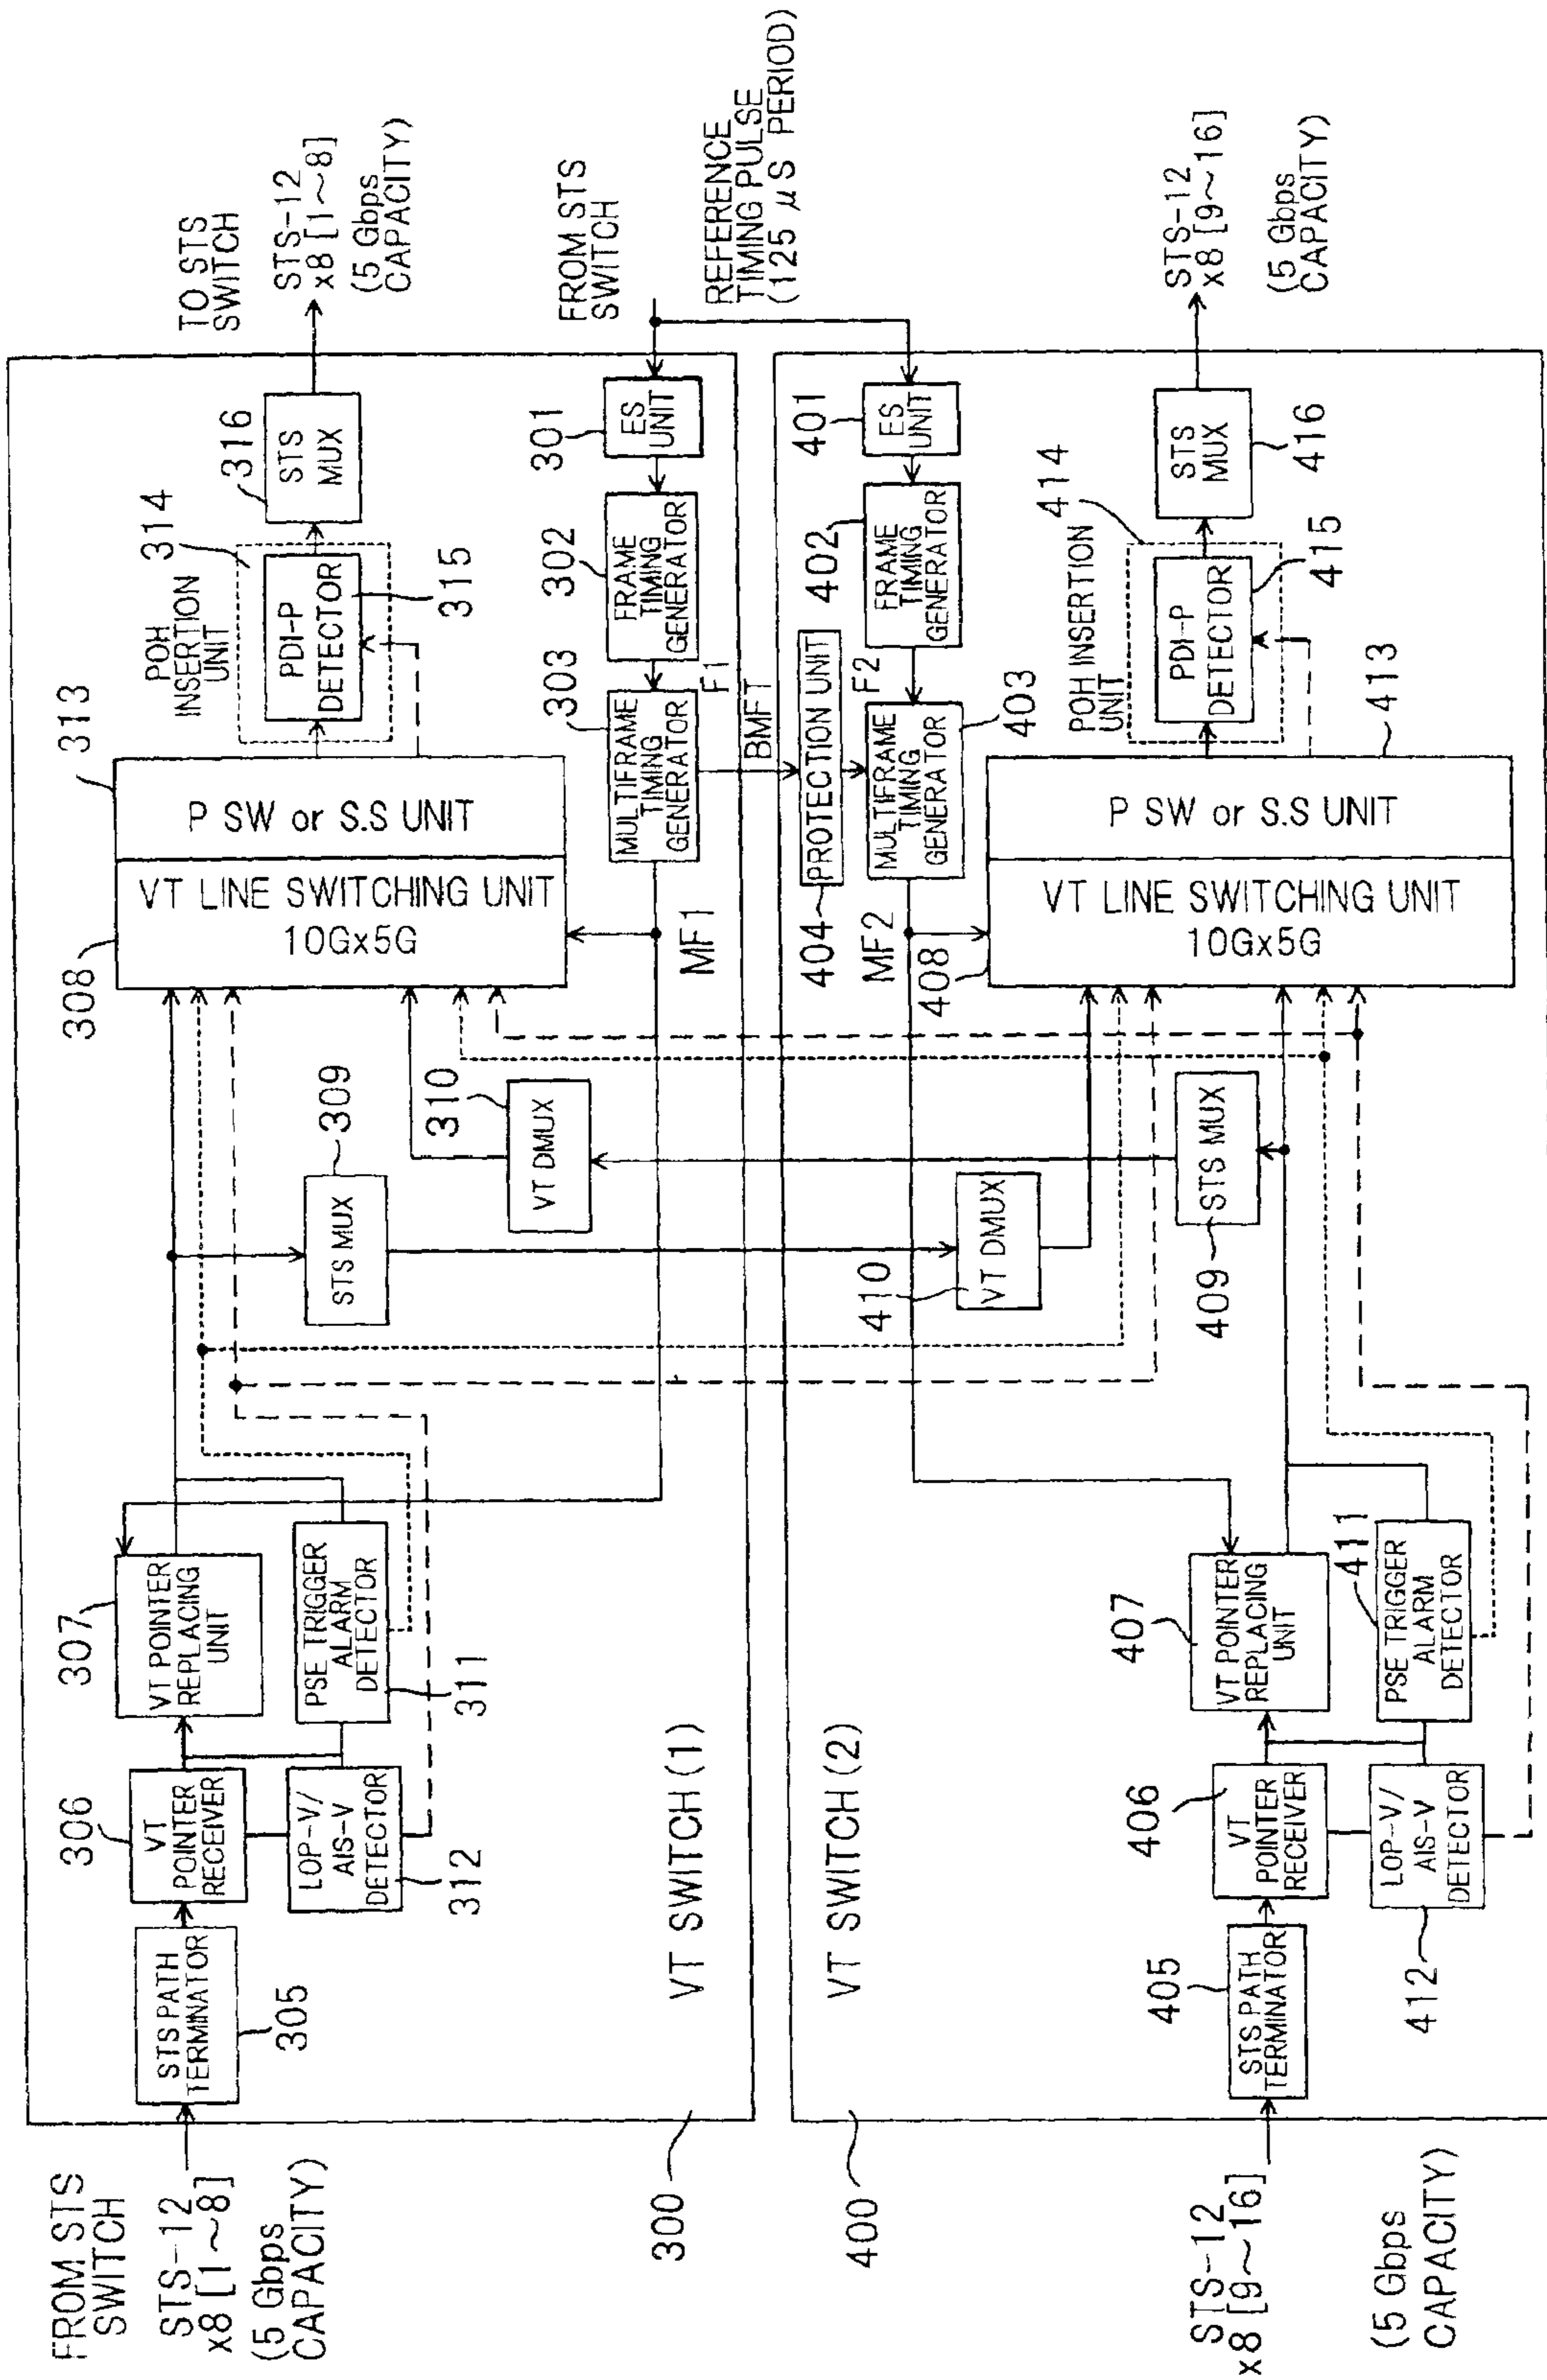 FROM STS
SWITCH
STS-12
x8 [1~8]
(5 Gbps
CAPACITY)
300
VT SWITCH (1)
STS PATH
TERMINATOR
305
306
VT
POINTER
RECEIVER
LOP-V/
AIS-V
DETECTOR
312
307
VT POINTER
REPLACING
UNIT
PSE TRIGGER
ALARM
DETECTOR
311
STS MUX
309
310
VT DMUX
308
VT LINE SWITCHING UNIT
10Gx5G
313
P SW or S.S UNIT
MF1
303
MULTIFRAME
TIMING
GENERATOR
F1
BMFT
302
FRAME
TIMING
GENERATOR
301
ES
UNIT
POH
INSERTION
UNIT
314
PDI-P
DETECTOR
315
316
STS
MUX
TO STS
SWITCH
STS-12
x8 [1~8]
(5 Gbps
CAPACITY)
FROM STS
SWITCH
REFERENCE
TIMING PULSE
(125 μS PERIOD)
400
VT SWITCH (2)
STS-12
x8 [9~16]
(5 Gbps
CAPACITY)
405
STS PATH
TERMINATOR
406
VT
POINTER
RECEIVER
LOP-V/
AIS-V
DETECTOR
412
407
VT POINTER
REPLACING
UNIT
411
PSE TRIGGER
ALARM
DETECTOR
410
VT DMUX
409
STS MUX
MF2
408
VT LINE SWITCHING UNIT
10Gx5G
P SW or S.S UNIT
413
404
PROTECTION UNIT
MULTIFRAME
TIMING
GENERATOR
403
F2
402
FRAME
TIMING
GENERATOR
401
ES
UNIT
POH INSERTION
UNIT
414
PDI-P
DETECTOR
415
STS
MUX
416
STS-12
x8 [9~16]
(5 Gbps
CAPACITY)